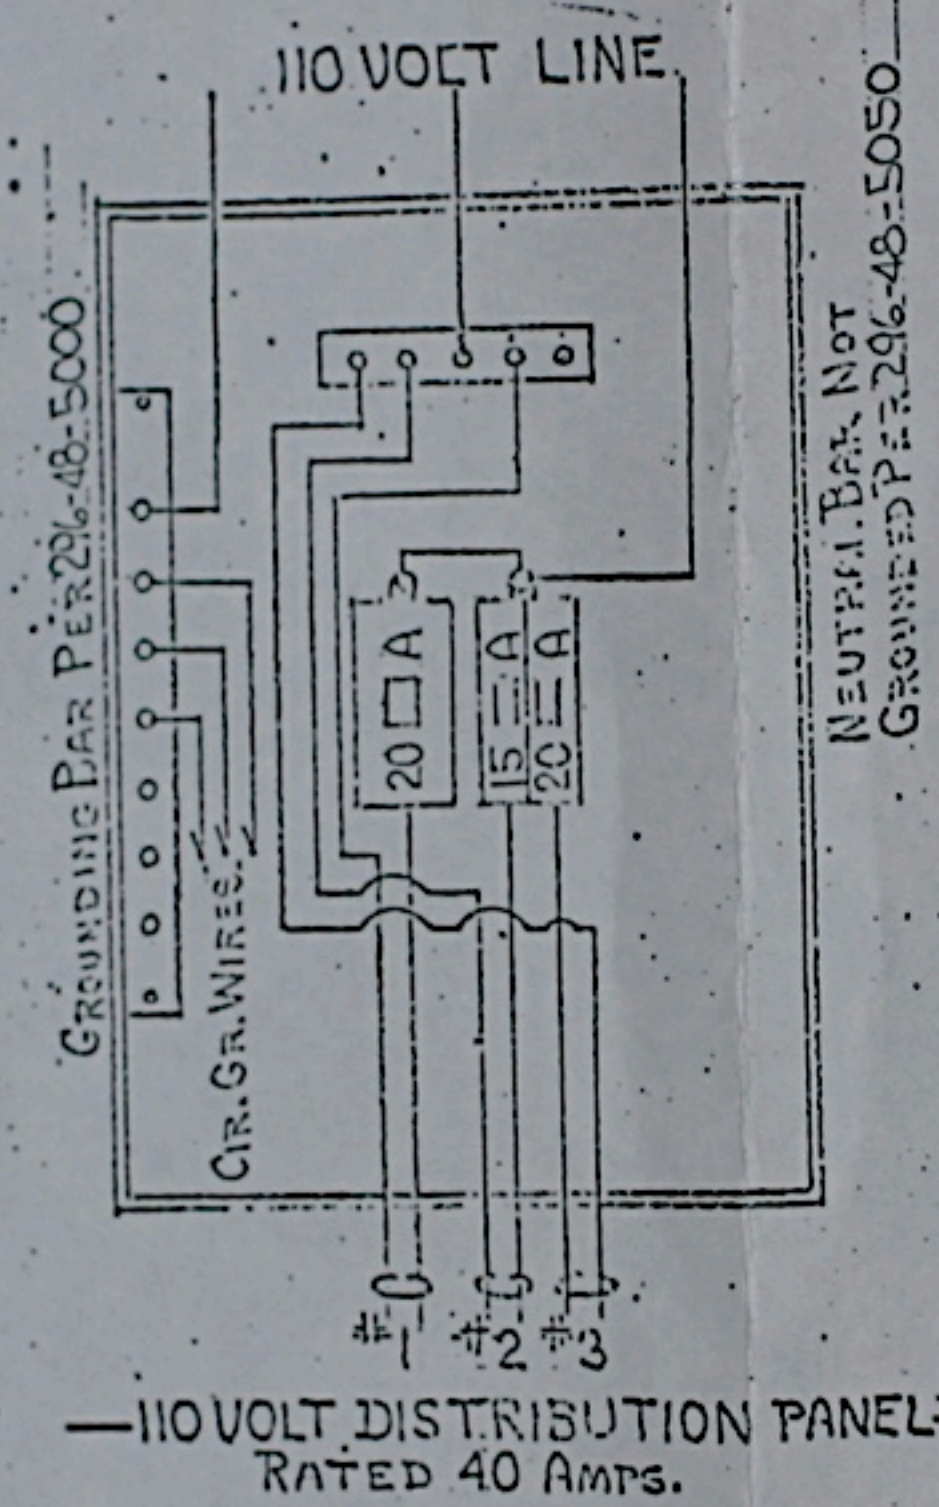 110 VOLT LINE
GROUNDING BAR PER 296-48-5000
NEUTRAL BAR NOT
GROUNDED PER 296-48-5050
20 A
15 A
20 A
CIR. GR. WIRES
#1 #2 #3
—110 VOLT DISTRIBUTION PANEL-
RATED 40 AMPS.